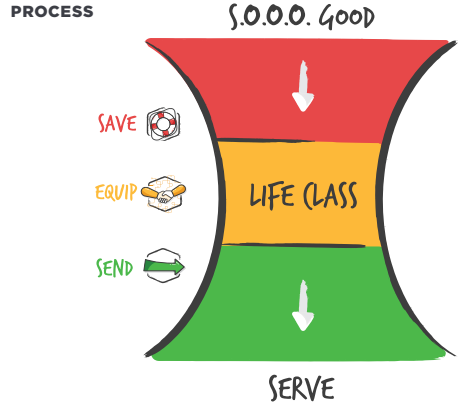 PROCESS
S.O.O.O. GOOD
SAVE
EQUIP
LIFE CLASS
SEND
SERVE